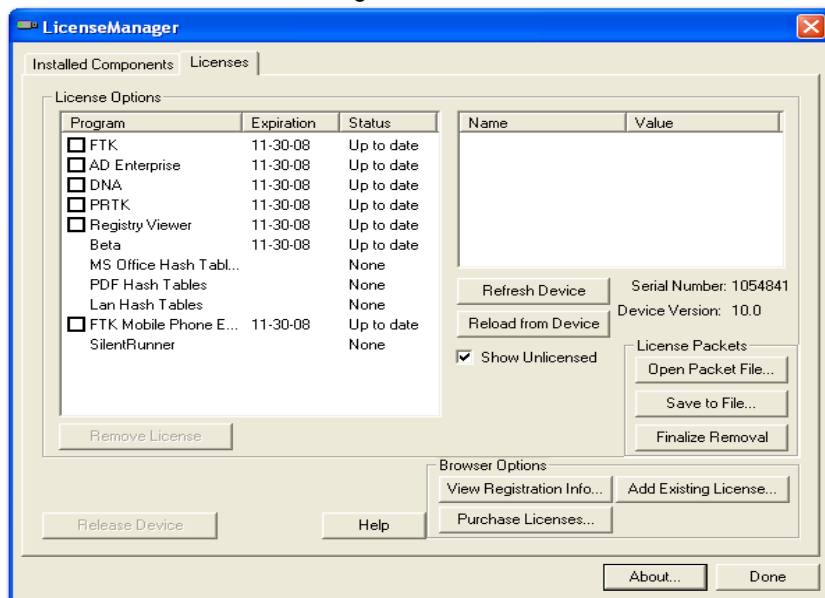 LicenseManager
Installed Components Licenses
License Options
Program Expiration Status
FTK 11-30-08 Up to date
AD Enterprise 11-30-08 Up to date
DNA 11-30-08 Up to date
PRTK 11-30-08 Up to date
Registry Viewer 11-30-08 Up to date
Beta 11-30-08 Up to date
MS Office Hash Tabl... None
PDF Hash Tables None
Lan Hash Tables None
FTK Mobile Phone E... 11-30-08 Up to date
SilentRunner None
Remove License
Name Value
Refresh Device
Serial Number: 1054841
Reload from Device
Device Version: 10.0
Show Unlicensed
License Packets
Open Packet File...
Save to File...
Finalize Removal
Browser Options
View Registration Info... Add Existing License...
Purchase Licenses...
Release Device
Help
About... Done